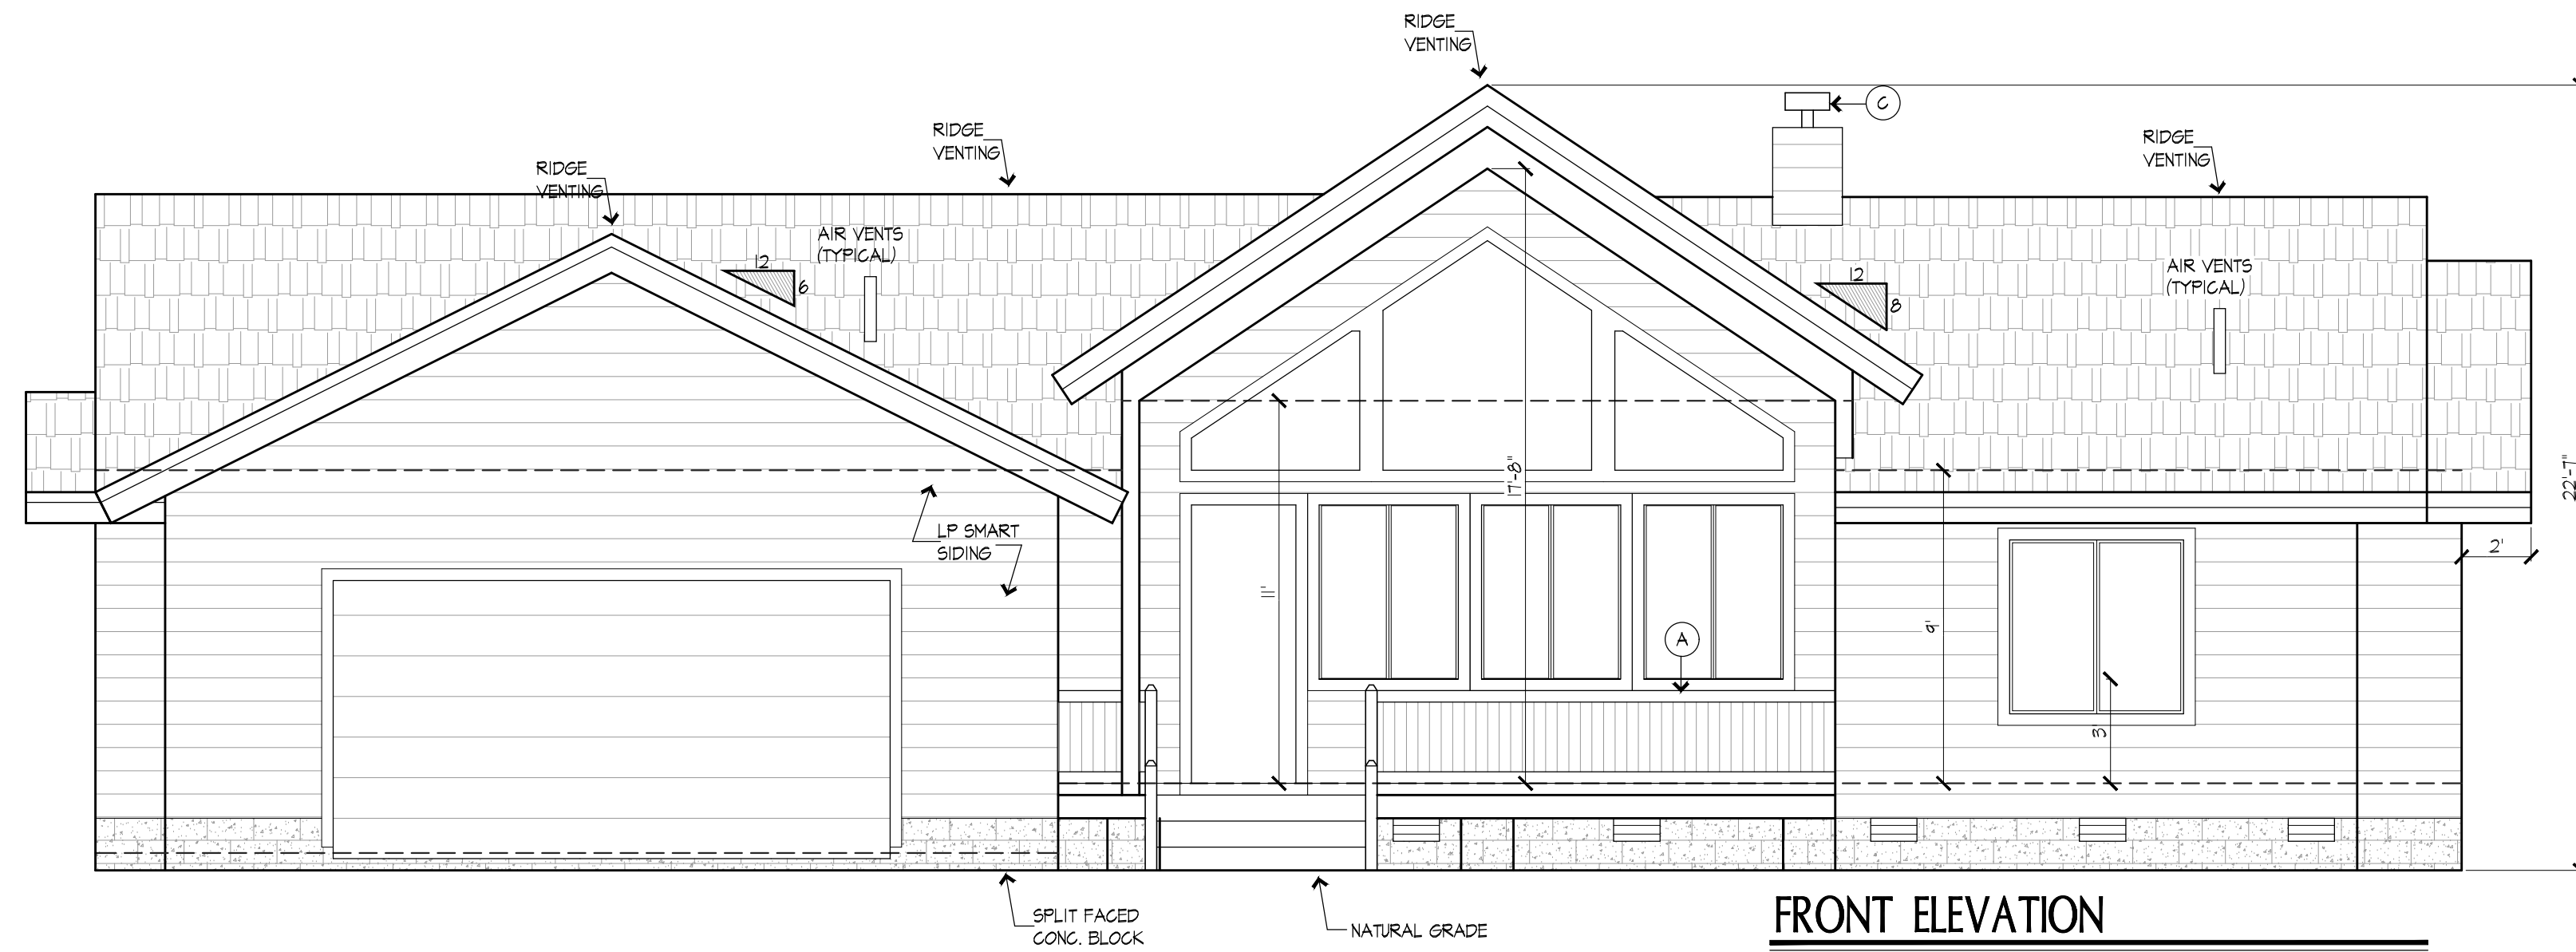 RIDGE
VENTING
C
RIDGE
VENTING
RIDGE
VENTING
RIDGE
VENTING
AIR VENTS
(TYPICAL)
12
6
12
8
AIR VENTS
(TYPICAL)
17'-8"
22'-7"
LP SMART
SIDING
2'
11'
9'
A
3'
SPLIT FACED
CONC. BLOCK
NATURAL GRADE
FRONT ELEVATION